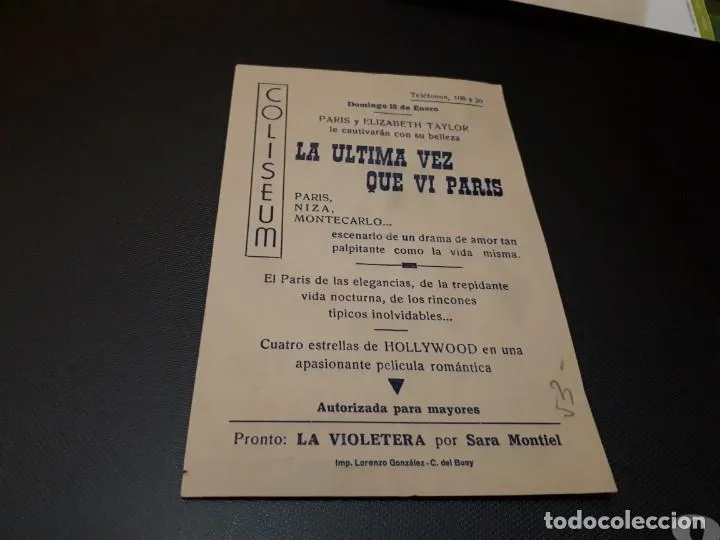 COLISEUM
Teléfonos, 108 y 20
Domingo 18 de Enero
PARIS y ELIZABETH TAYLOR
le cautivarán con su belleza
LA ULTIMA VEZ
QUE VI PARIS
PARIS,
NIZA,
MONTECARLO...
escenario de un drama de amor tan
palpitante como la vida misma.
El Paris de las elegancias, de la trepidante
vida nocturna, de los rincones
típicos inolvidables...
Cuatro estrellas de HOLLYWOOD en una
apasionante película romántica
Autorizada para mayores
Pronto: LA VIOLETERA por Sara Montiel
Imp. Lorenzo González.-C. del Buey
todocoleccion.net